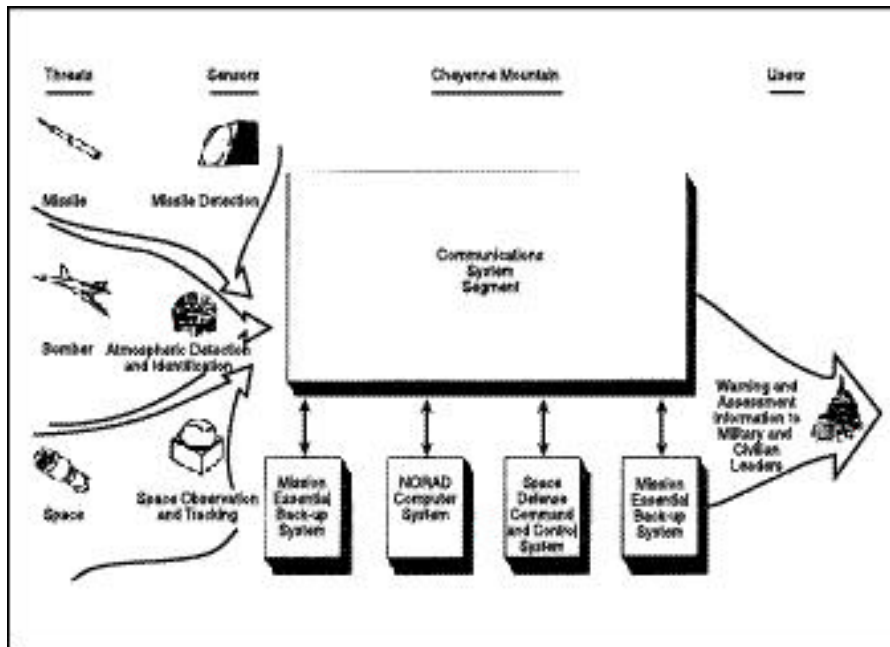 Threats
Sensors
Cheyenne Mountain
Users
Missile
Missile Detection
Communications
System
Segment
Bomber
Atmospheric Detection
and Identification
Warning and
Assessment
Information to
Military and
Civilian
Leaders
Space
Space Observation
and Tracking
Mission
Essential
Back-up
System
NORAD
Computer
System
Space
Defense
Command
and Control
System
Mission
Essential
Back-up
System